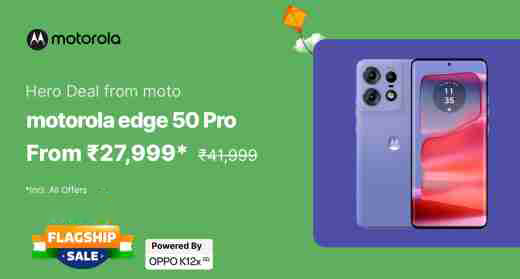 motorola
Hero Deal from moto
motorola edge 50 Pro
From ₹27,999* ₹41,999
*Incl. All Offers
FLAGSHIP
SALE
Powered By
OPPO K12x 5G
11
35